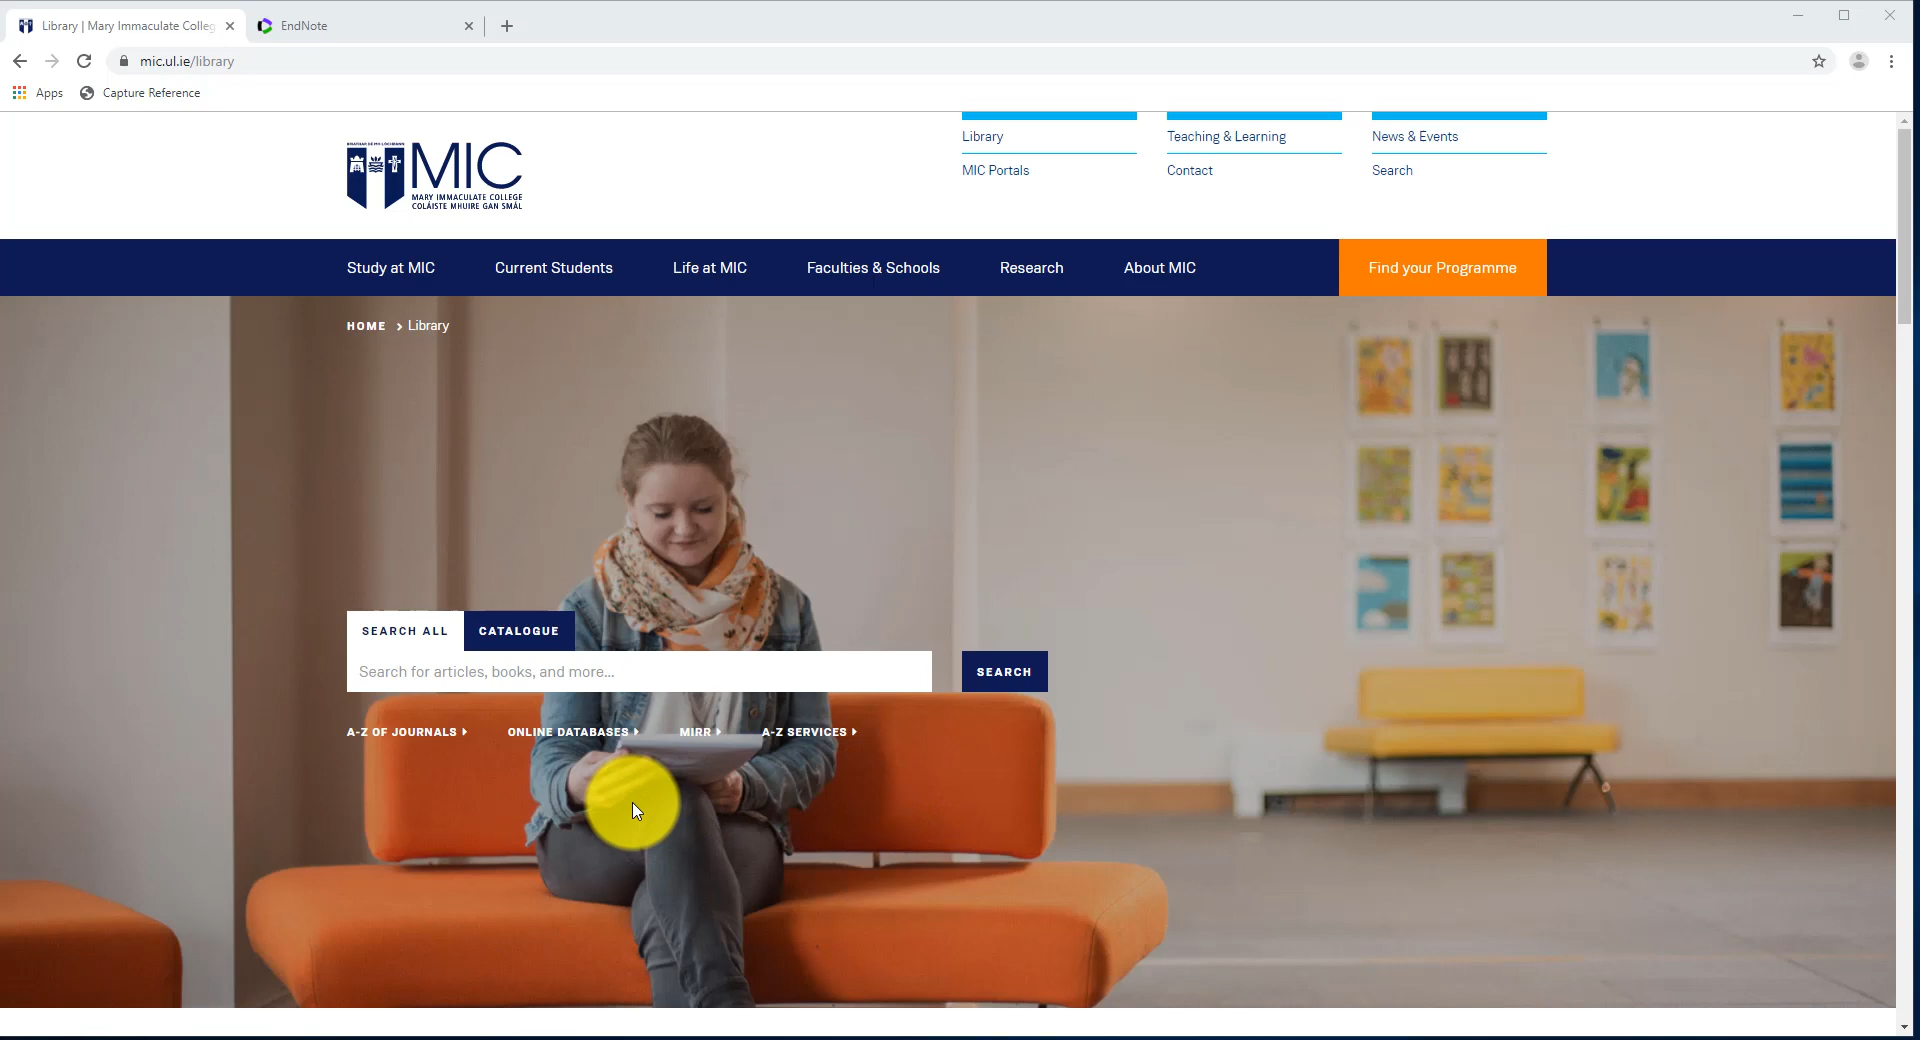 Library | Mary Immaculate Colleg
EndNote
mic.ul.ie/library
Apps
Capture Reference
MIC
MARY IMMACULATE COLLEGE
COLÁISTE MHUIRE GAN SMÁL
Library
Teaching & Learning
News & Events
MIC Portals
Contact
Search
Study at MIC
Current Students
Life at MIC
Faculties & Schools
Research
About MIC
Find your Programme
HOME > Library
SEARCH ALL
CATALOGUE
Search for articles, books, and more...
SEARCH
A-Z OF JOURNALS
ONLINE DATABASES
MIRR
A-Z SERVICES